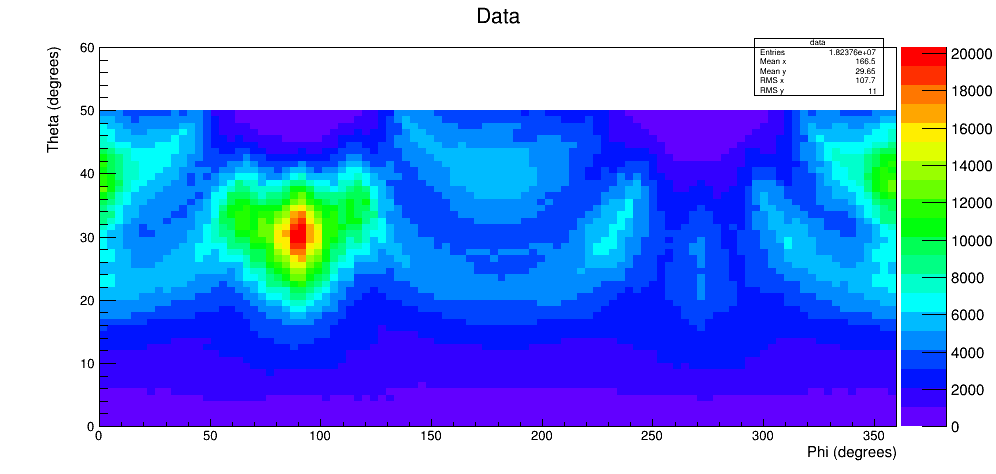 Data
Theta (degrees)
60
50
40
30
20
10
0
data
Entries 1.82376e+07
Mean x 166.5
Mean y 29.65
RMS x 107.7
RMS y 11
20000
18000
16000
14000
12000
10000
8000
6000
4000
2000
0
0 50 100 150 200 250 300 350
Phi (degrees)